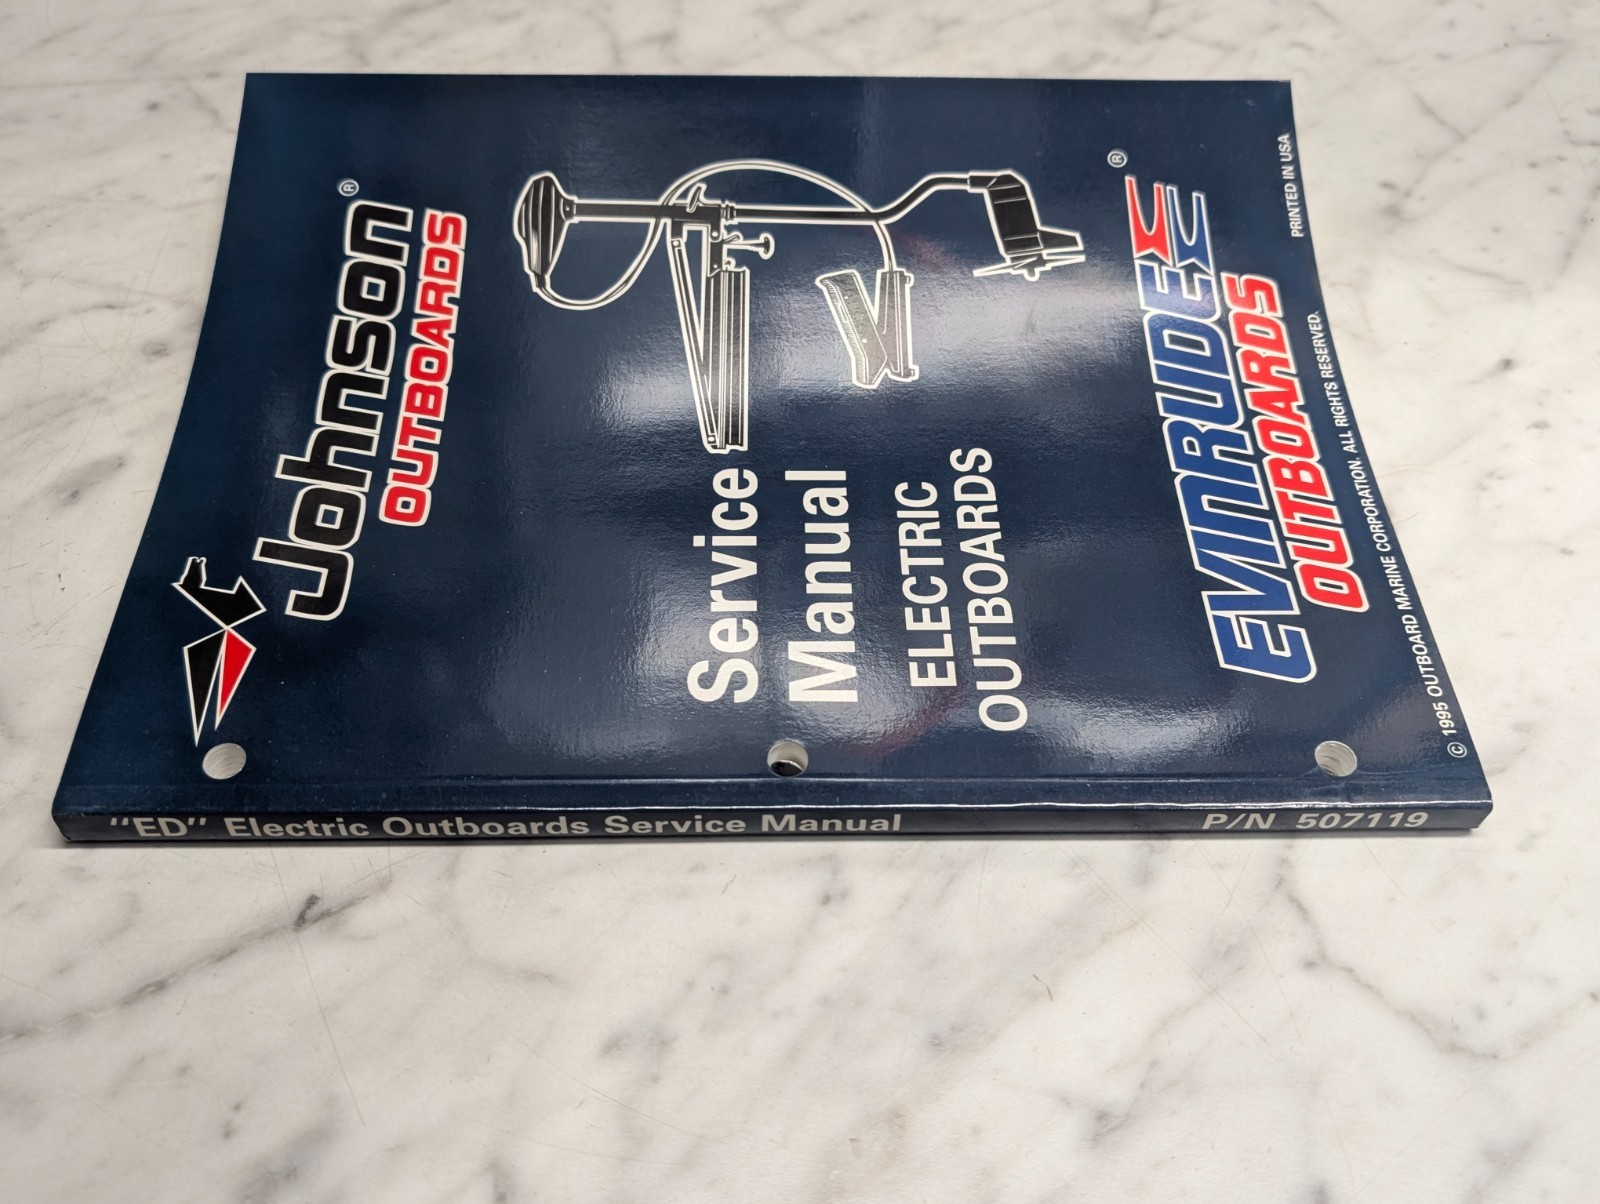 Johnson®
OUTBOARDS
Service
Manual
ELECTRIC
OUTBOARDS
EVINRUDE®
OUTBOARDS
© 1995 OUTBOARD MARINE CORPORATION. ALL RIGHTS RESERVED. PRINTED IN USA
"ED" Electric Outboards Service Manual P/N 507119